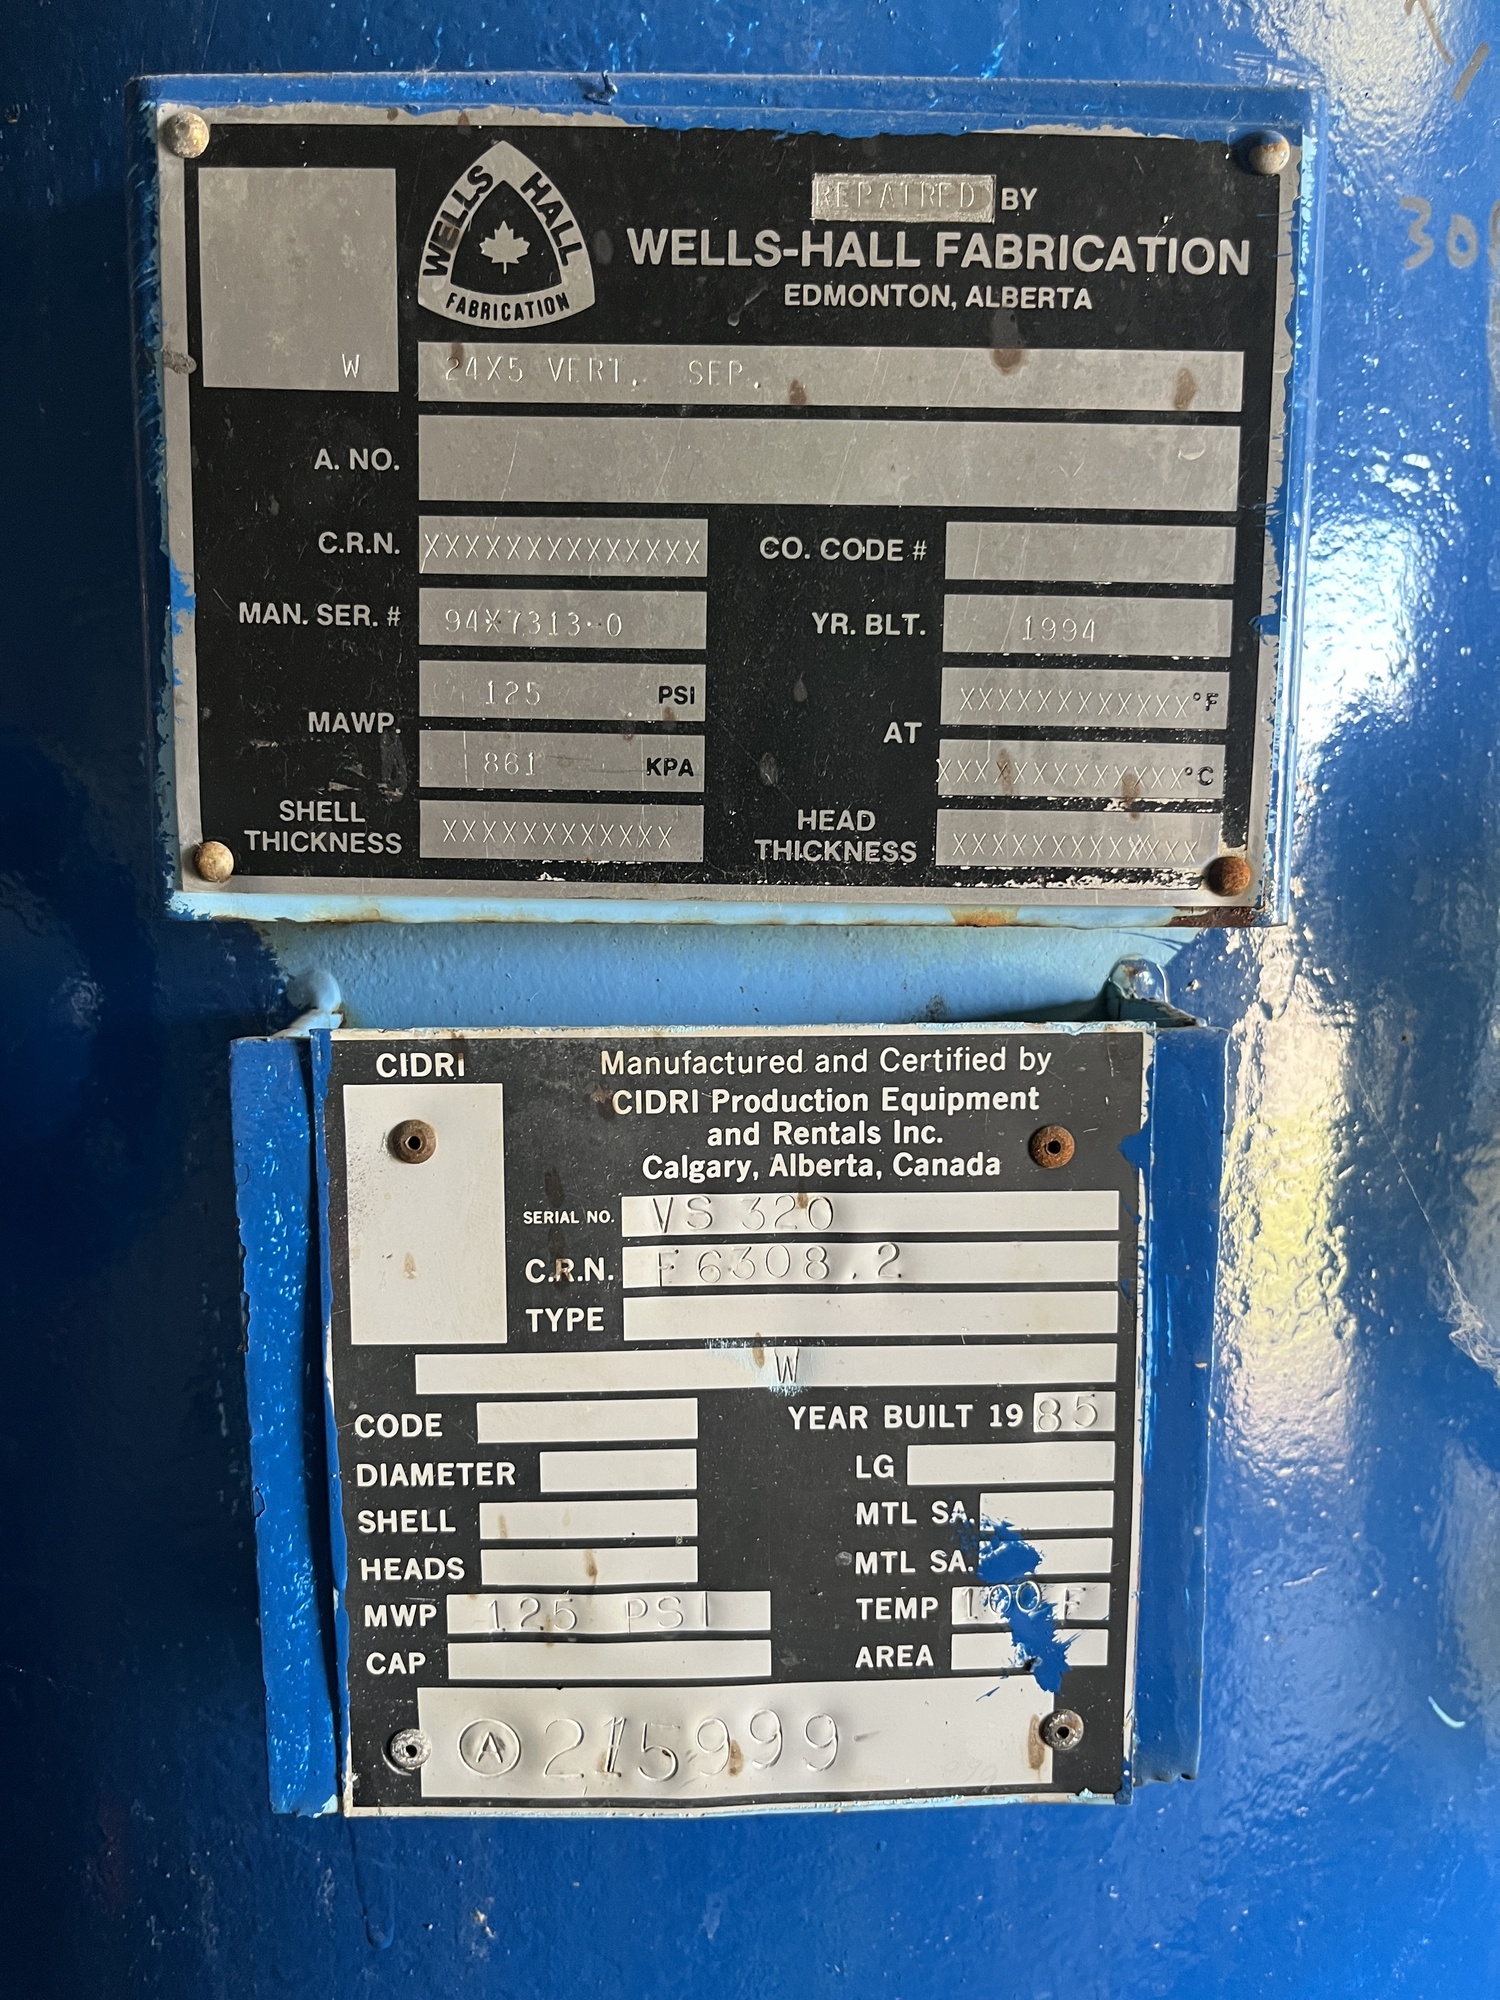 WELLS HALL
FABRICATION
REPAIRED BY
WELLS-HALL FABRICATION
EDMONTON, ALBERTA
W
24X5 VERT. SEP.
A. NO.
C.R.N. XXXXXXXXXXXXXX
CO. CODE #
MAN. SER. # 94X7313-0
YR. BLT. 1994
MAWP. 125 PSI
861 KPA
AT XXXXXXXXXXXX °F
XXXXXXXXXXXXX °C
SHELL THICKNESS XXXXXXXXXXXX
HEAD THICKNESS XXXXXXXXXXXX
CIDRI
Manufactured and Certified by
CIDRI Production Equipment
and Rentals Inc.
Calgary, Alberta, Canada
SERIAL NO. VS 320
C.R.N. F6308.2
TYPE
W
CODE
YEAR BUILT 19 85
DIAMETER
LG
SHELL
MTL SA.
HEADS
MTL SA.
MWP 125 PSI
TEMP 100 F
CAP
AREA
A 215999